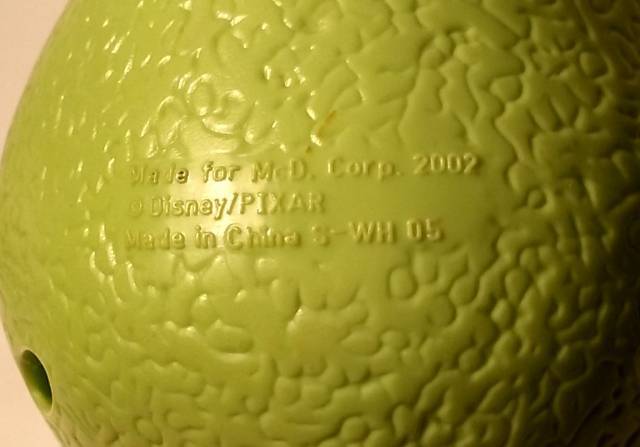 Made for McD. Corp. 2002
© Disney/PIXAR
Made in China S-WH 05